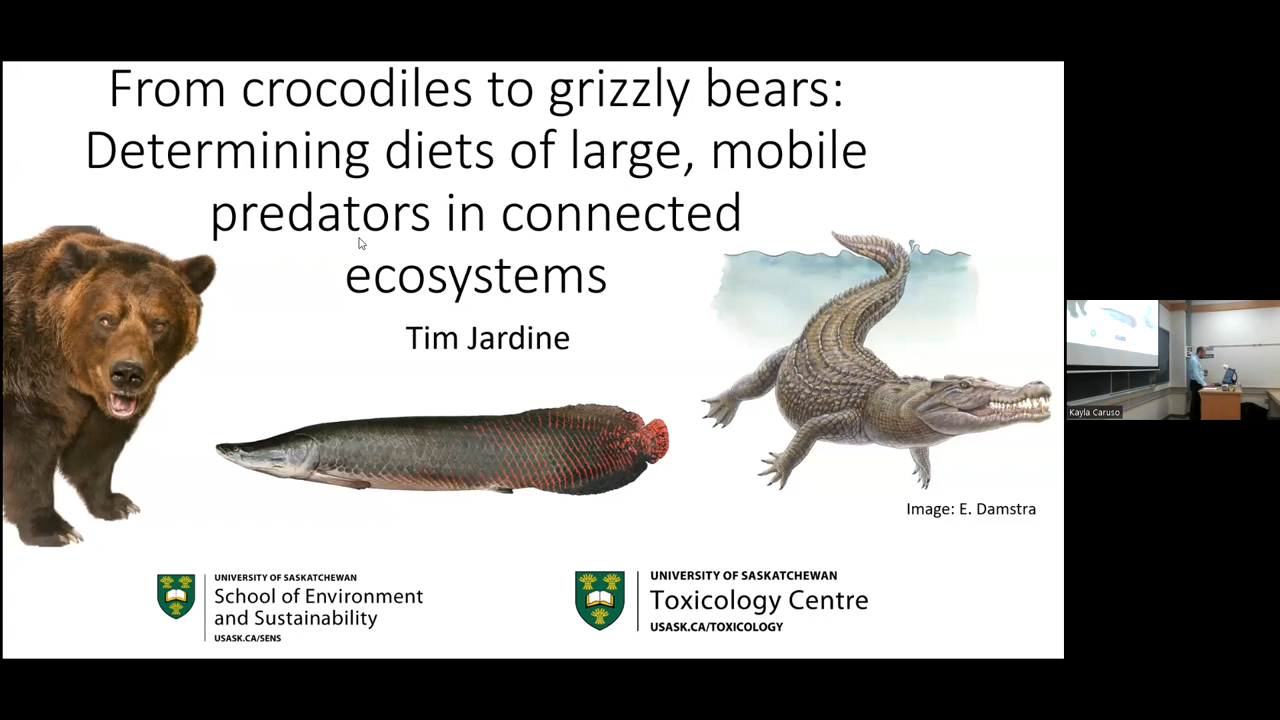 From crocodiles to grizzly bears:
Determining diets of large, mobile
predators in connected
ecosystems
Tim Jardine
Image: E. Damstra
UNIVERSITY OF SASKATCHEWAN
School of Environment
and Sustainability
USASK.CA/SENS
UNIVERSITY OF SASKATCHEWAN
Toxicology Centre
USASK.CA/TOXICOLOGY
Kayla Caruso